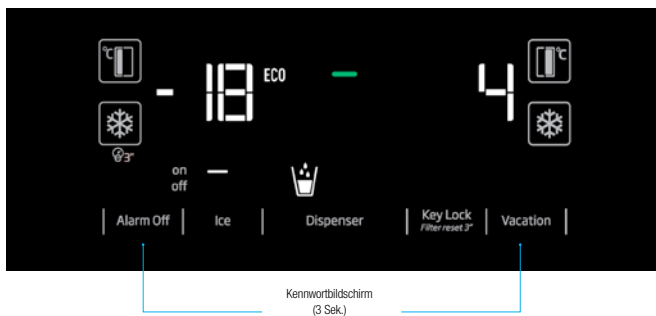 °C
°C
-18 ECO
4
3"
on
off
Alarm Off
Ice
Dispenser
Key Lock
Filter reset 3"
Vacation
Kennwortbildschirm
(3 Sek.)